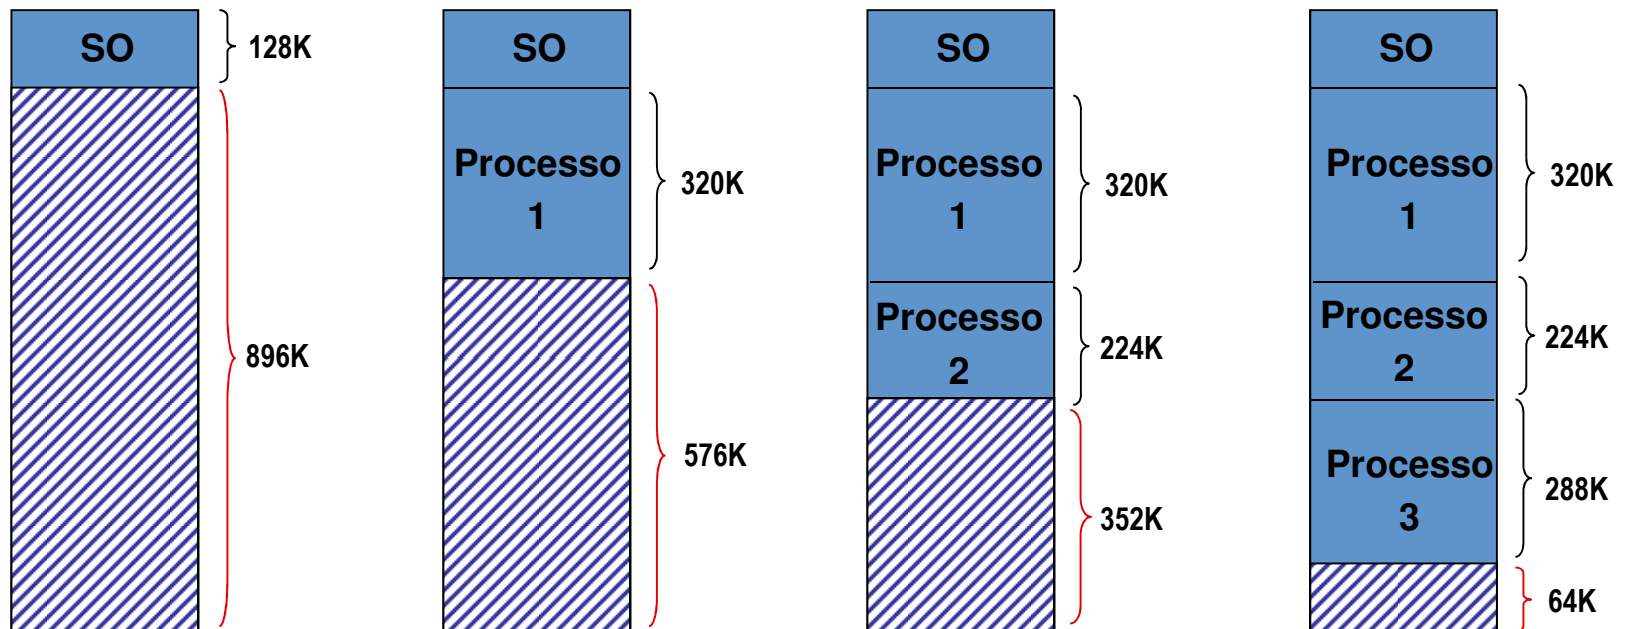 SO
128K
896K
SO
Processo
1
320K
576K
SO
Processo
1
320K
Processo
2
224K
352K
SO
Processo
1
320K
Processo
2
224K
Processo
3
288K
64K